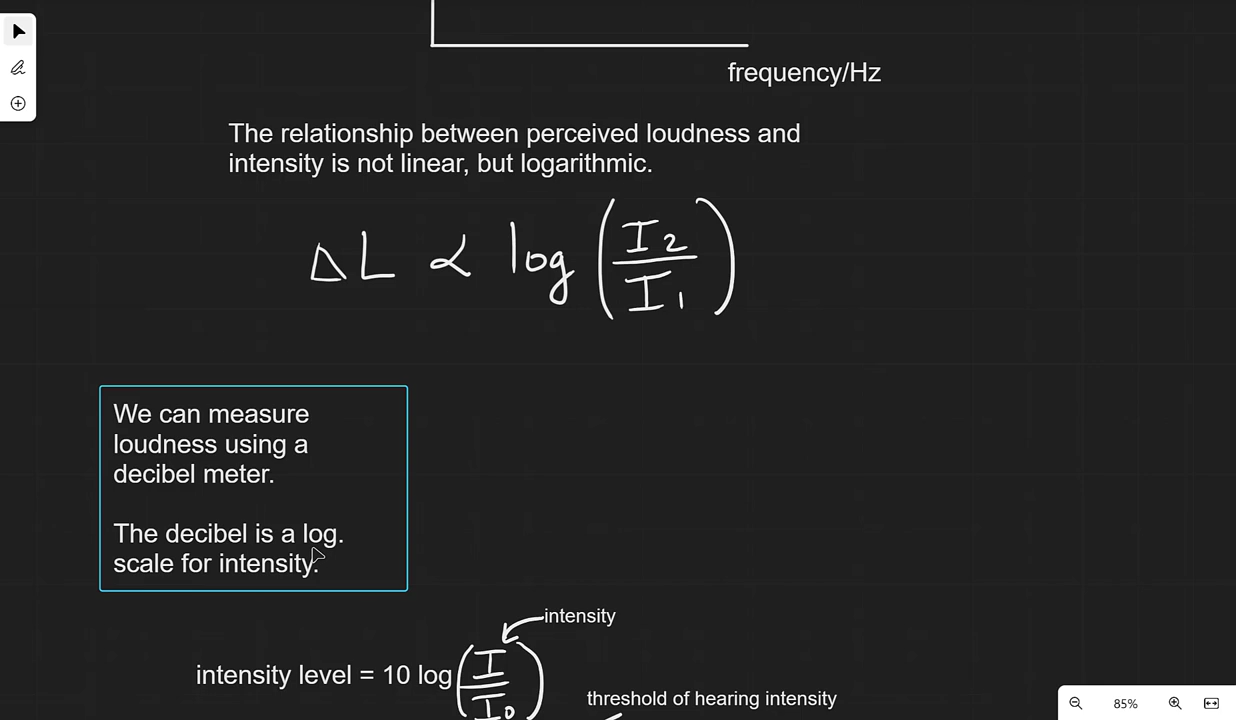 frequency/Hz
The relationship between perceived loudness and
intensity is not linear, but logarithmic.
ΔL ∝ log (I₂/I₁)
We can measure
loudness using a
decibel meter.
The decibel is a log.
scale for intensity.
intensity
intensity level = 10 log (I/I₀)
threshold of hearing intensity
85%